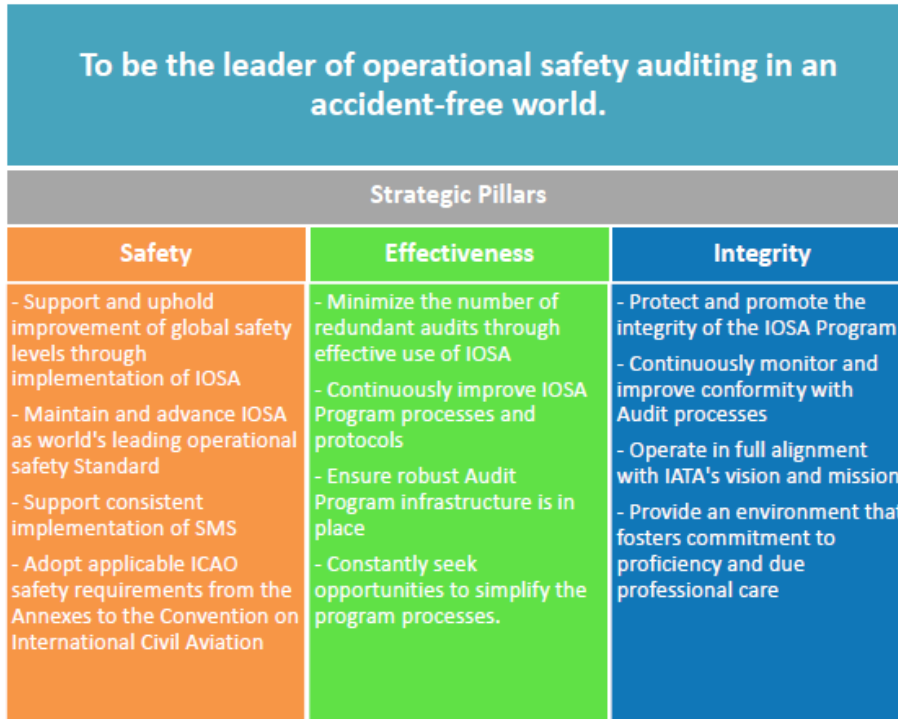 To be the leader of operational safety auditing in an
accident-free world.
Strategic Pillars
Safety
- Support and uphold
improvement of global safety
levels through
implementation of IOSA
- Maintain and advance IOSA
as world's leading operational
safety Standard
- Support consistent
implementation of SMS
- Adopt applicable ICAO
safety requirements from the
Annexes to the Convention on
International Civil Aviation
Effectiveness
- Minimize the number of
redundant audits through
effective use of IOSA
- Continuously improve IOSA
Program processes and
protocols
- Ensure robust Audit
Program infrastructure is in
place
- Constantly seek
opportunities to simplify the
program processes.
Integrity
- Protect and promote the
integrity of the IOSA Program
- Continuously monitor and
improve conformity with
Audit processes
- Operate in full alignment
with IATA's vision and mission
- Provide an environment that
fosters commitment to
proficiency and due
professional care